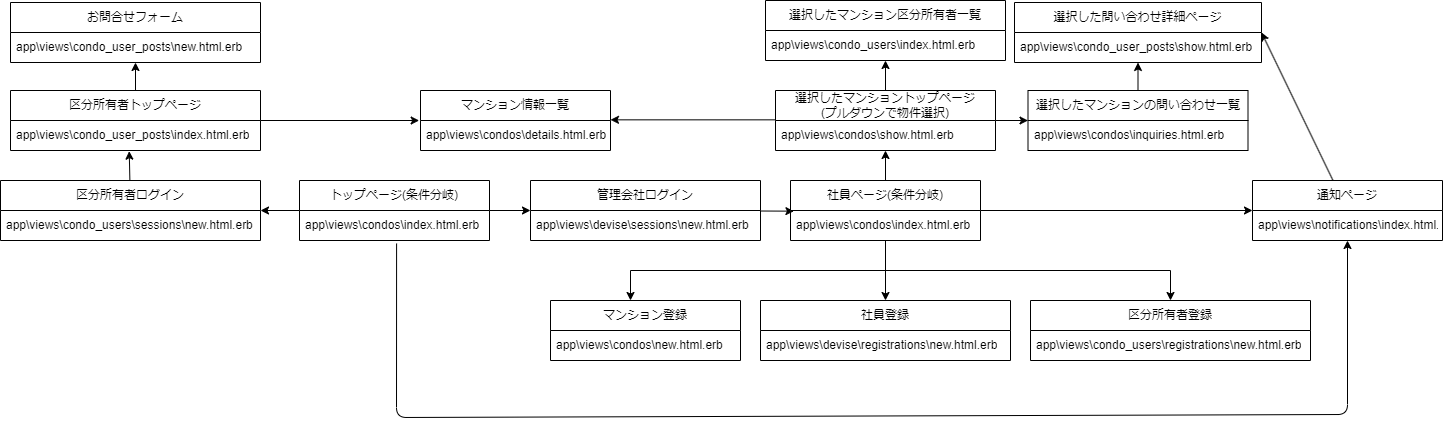 お問合せフォーム
app\views\condo_user_posts\new.html.erb
選択したマンション区分所有者一覧
app\views\condo_users\index.html.erb
選択した問い合わせ詳細ページ
app\views\condo_user_posts\show.html.erb
区分所有者トップページ
app\views\condo_user_posts\index.html.erb
マンション情報一覧
app\views\condos\details.html.erb
選択したマンショントップページ
(プルダウンで物件選択)
app\views\condos\show.html.erb
選択したマンションの問い合わせ一覧
app\views\condos\inquiries.html.erb
区分所有者ログイン
app\views\condo_users\sessions\new.html.erb
トップページ(条件分岐)
app\views\condos\index.html.erb
管理会社ログイン
app\views\devise\sessions\new.html.erb
社員ページ(条件分岐)
app\views\condos\index.html.erb
通知ページ
app\views\notifications\index.html.
マンション登録
app\views\condos\new.html.erb
社員登録
app\views\devise\registrations\new.html.erb
区分所有者登録
app\views\condo_users\registrations\new.html.erb